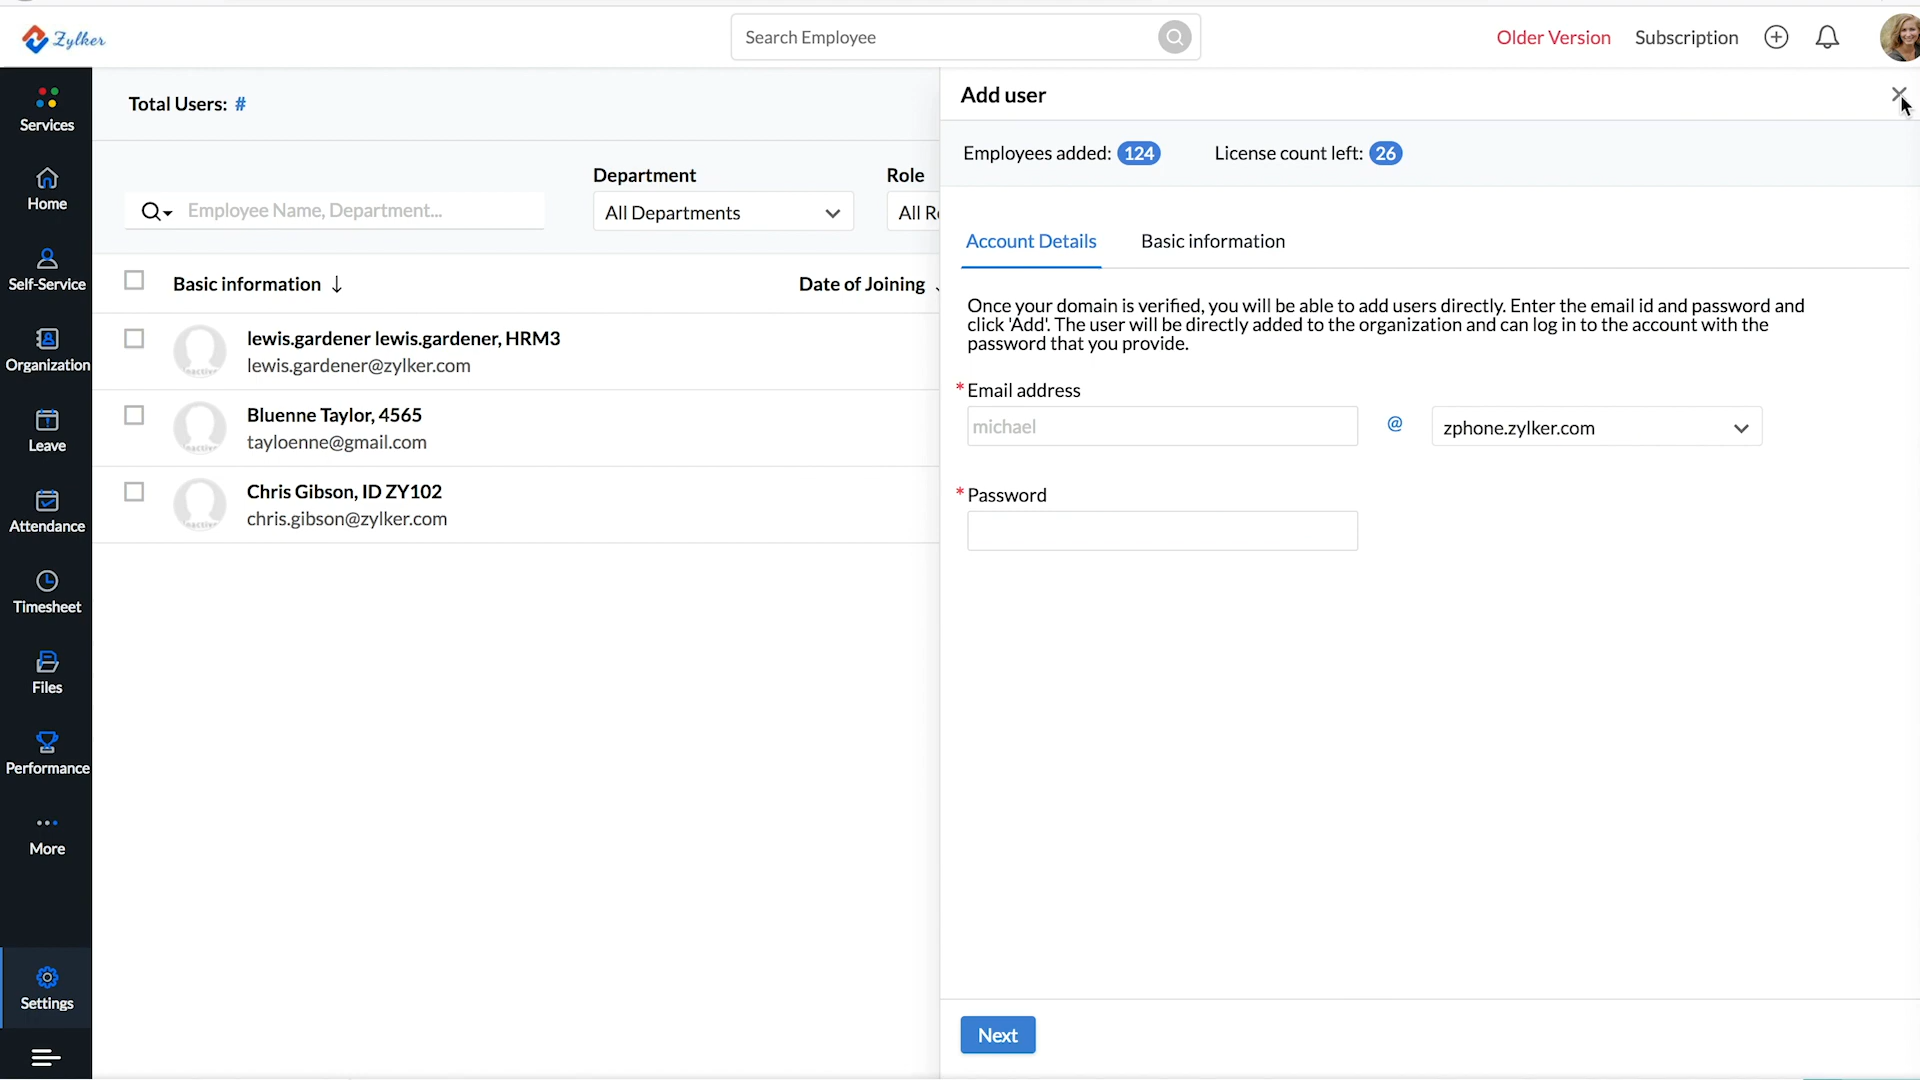 Zylker
Search Employee
Older Version
Subscription
Services
Home
Self-Service
Organization
Leave
Attendance
Timesheet
Files
Performance
More
Settings
Total Users: #
Employee Name, Department...
Department
All Departments
Role
All R
Basic information ↓
Date of Joining
lewis.gardener lewis.gardener, HRM3
lewis.gardener@zylker.com
Bluenne Taylor, 4565
tayloenne@gmail.com
Chris Gibson, ID ZY102
chris.gibson@zylker.com
Add user
Employees added: 124
License count left: 26
Account Details
Basic information
Once your domain is verified, you will be able to add users directly. Enter the email id and password and
click 'Add'. The user will be directly added to the organization and can log in to the account with the
password that you provide.
* Email address
michael
@
zphone.zylker.com
* Password
Next